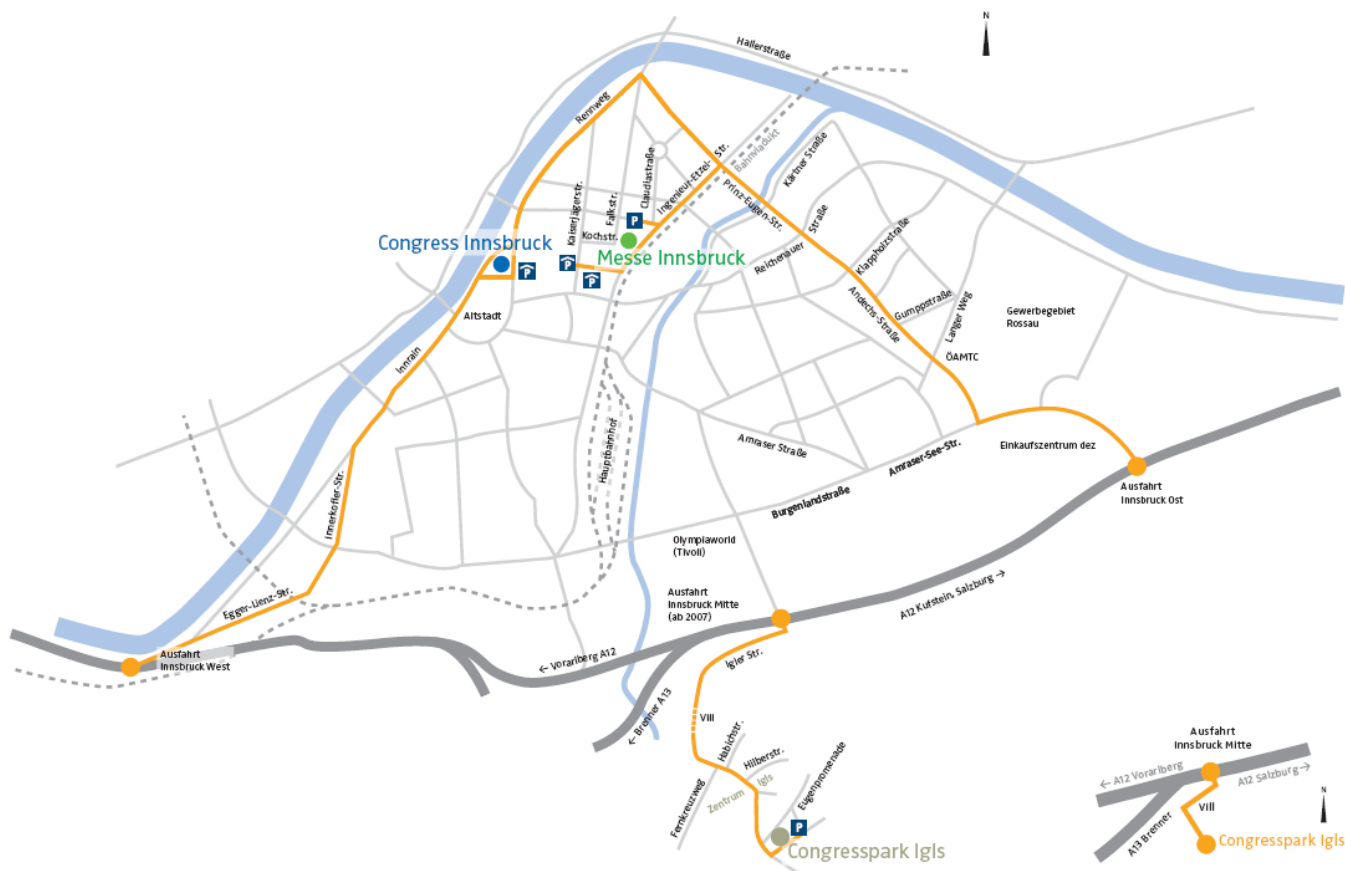 N
Hallerstraße
Rennweg
Bahnviadukt
Kärtner Straße
Claudiastraße
Ingenieur-Etzel-Str.
Prinz-Eugen-Str.
Kaiserjägerstr.
Falkstr.
P
Kochstr.
Straße
Reichenauer
Klappholzstraße
Congress Innsbruck
Messe Innsbruck
P
P
P
Altstadt
Andechs-Straße
Gumppstraße
Langer Weg
Gewerbegebiet
Rossau
ÖAMTC
Innrain
Hauptbahnhof
Amraser Straße
Amraser-See-Str.
Einkaufszentrum dez
Innerkofler-Str.
Burgenlandstraße
Ausfahrt
Innsbruck Ost
Olympiaworld
(Tivoli)
Egger-Lienz-Str.
Ausfahrt
Innsbruck Mitte
(ab 2007)
A12 Kufstein, Salzburg →
Ausfahrt
Innsbruck West
← Vorarlberg A12
Igler Str.
← Brenner A13
Vill
Habichstr.
Hilberstr.
Eugenpromenade
Zentrum Igls
Fernkreuzweg
P
Congresspark Igls
Ausfahrt
Innsbruck Mitte
← A12 Vorarlberg
A12 Salzburg →
N
Vill
A13 Brenner
Congresspark Igls